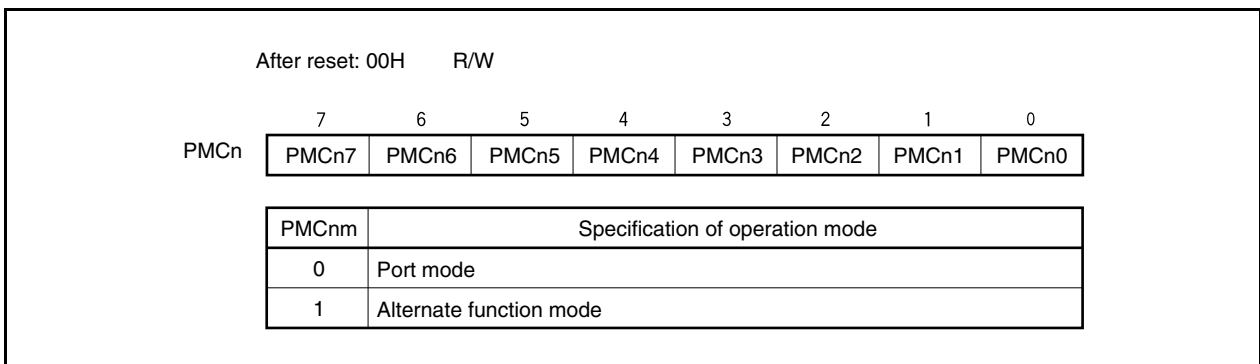 After reset: 00H R/W
7 6 5 4 3 2 1 0
PMCn PMCn7 PMCn6 PMCn5 PMCn4 PMCn3 PMCn2 PMCn1 PMCn0
PMCnm Specification of operation mode
0 Port mode
1 Alternate function mode